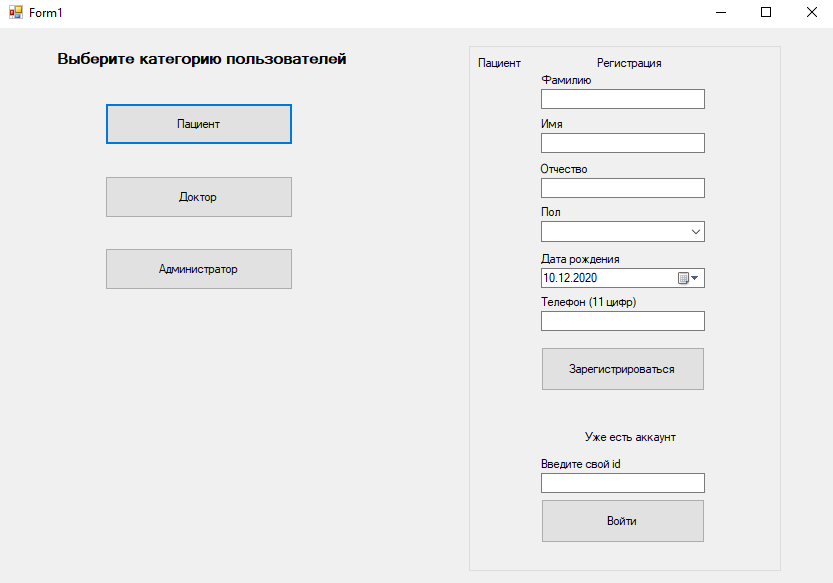 Form1
Выберите категорию пользователей
Пациент
Доктор
Администратор
Пациент
Регистрация
Фамилию
Имя
Отчество
Пол
Дата рождения
10.12.2020
Телефон (11 цифр)
Зарегистрироваться
Уже есть аккаунт
Введите свой id
Войти